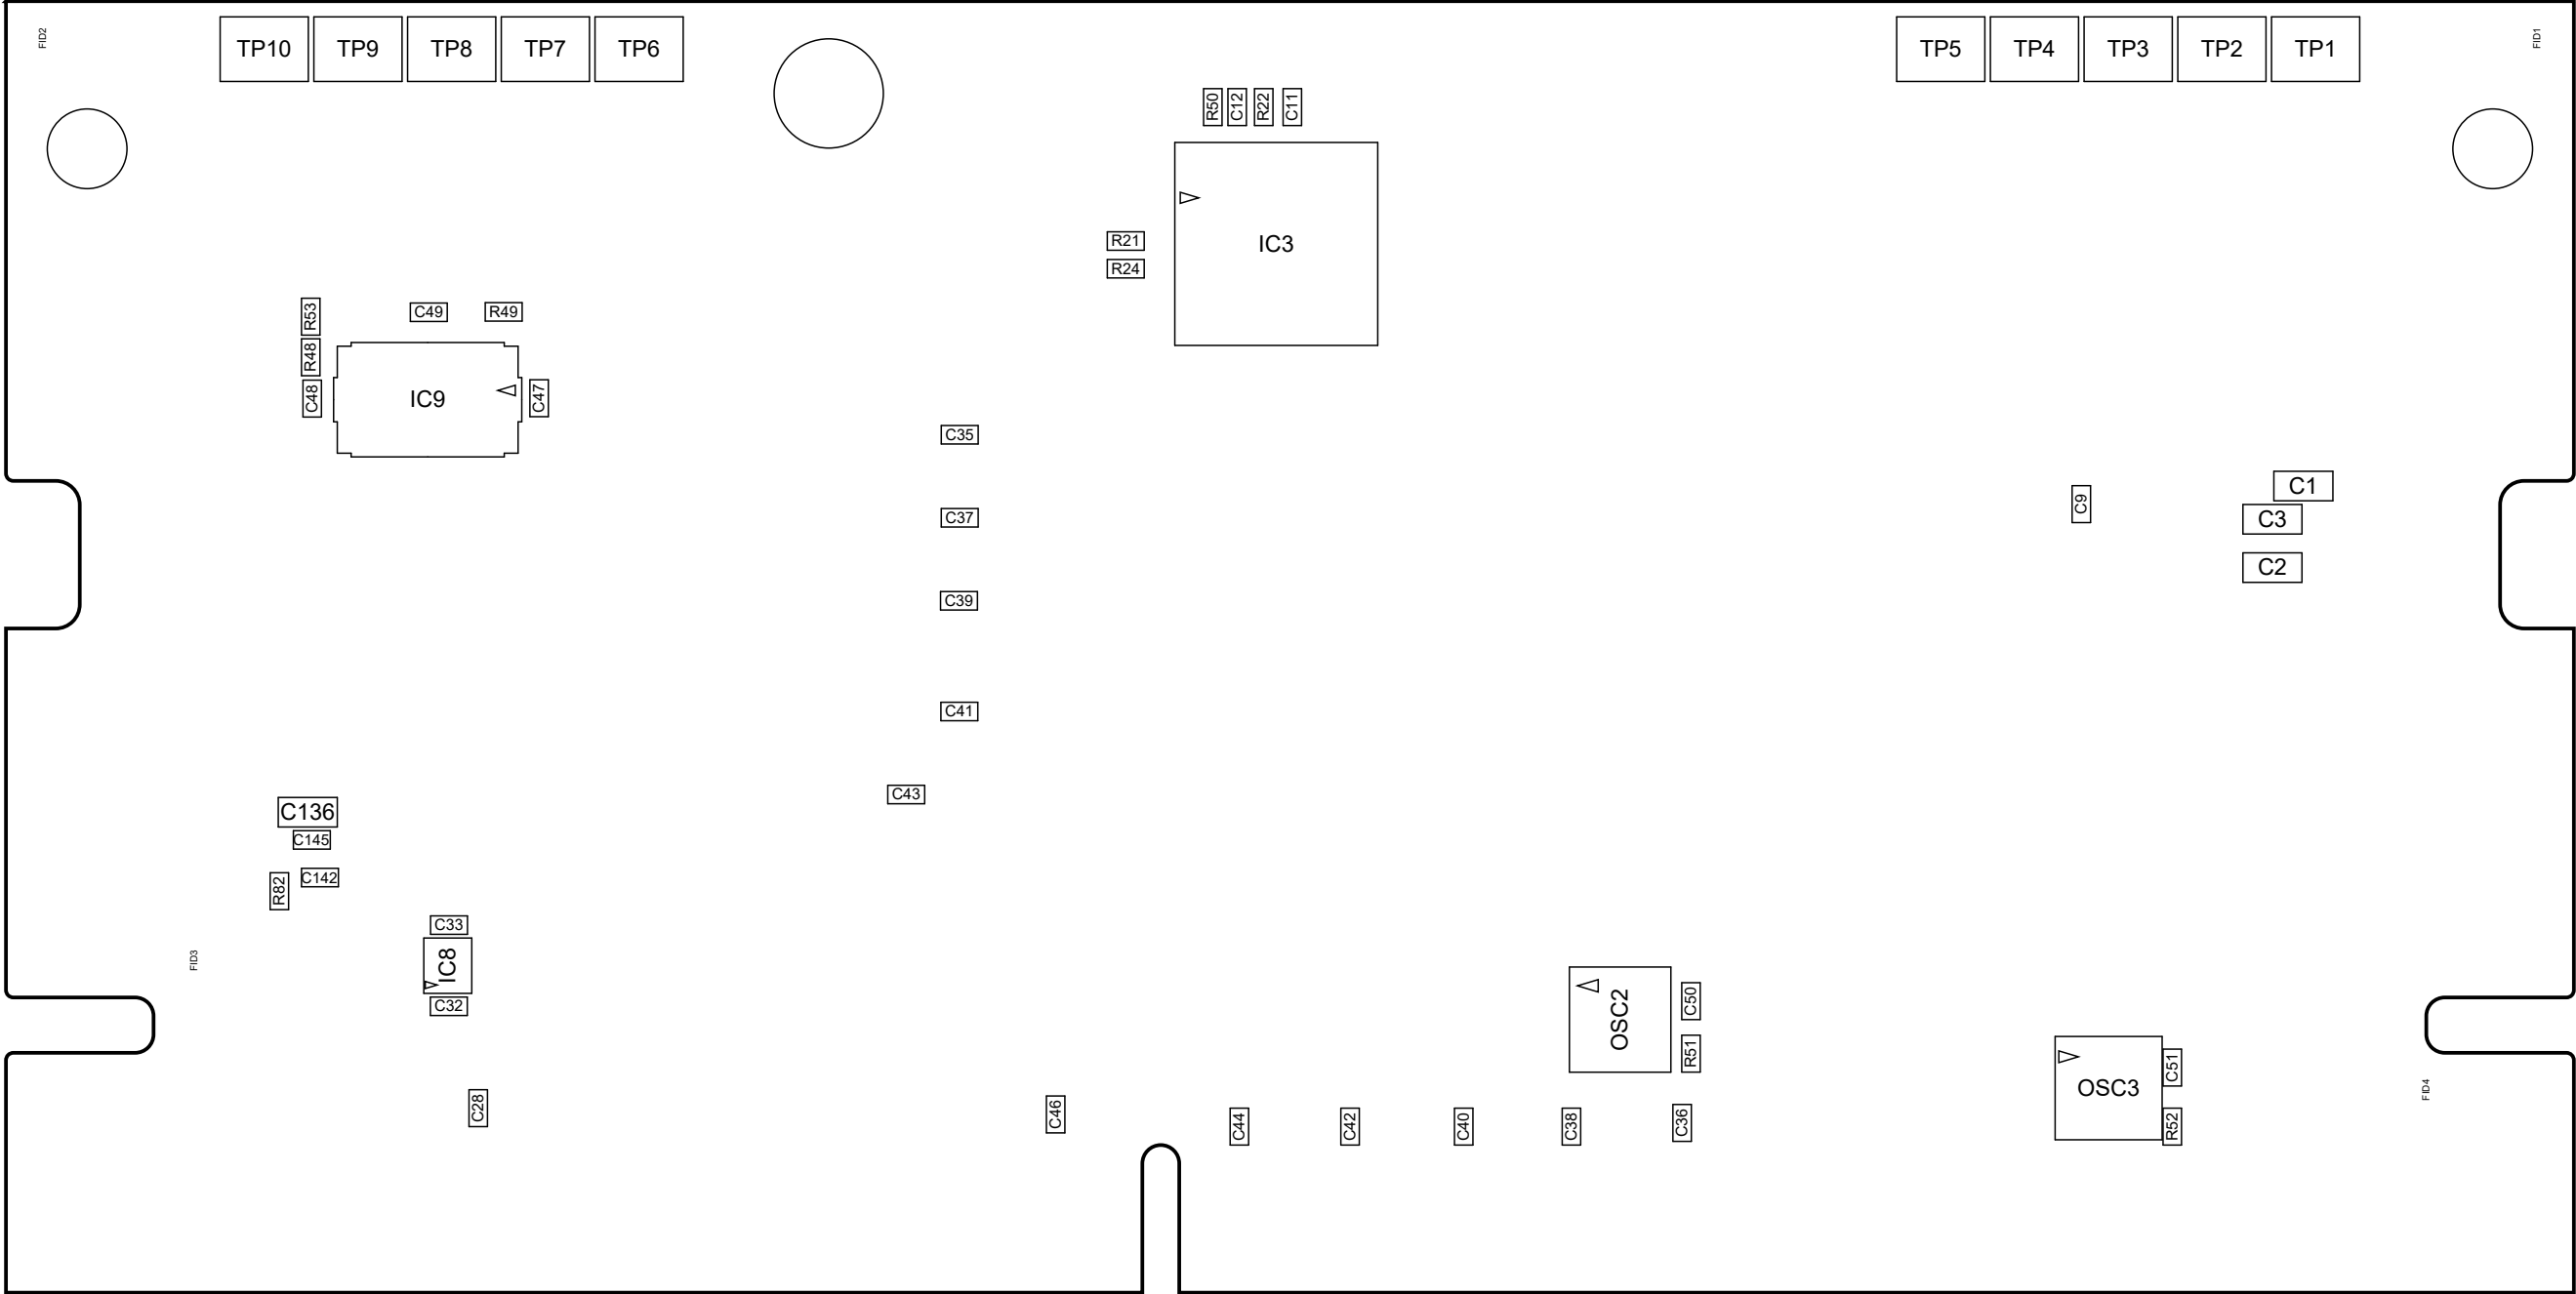 FID2
TP10 TP9 TP8 TP7 TP6
TP5 TP4 TP3 TP2 TP1
FID1
R50 C12 R22 C11
IC3
R21
R24
R53
C49
R49
R48
C48
IC9
C47
C35
C37
C39
C41
C43
C9
C1
C3
C2
C136
C145
C142
R82
C33
IC8
C32
FID3
C28
OSC2
C50
R51
OSC3
C51
R52
FID4
C46
C44
C42
C40
C38
C36